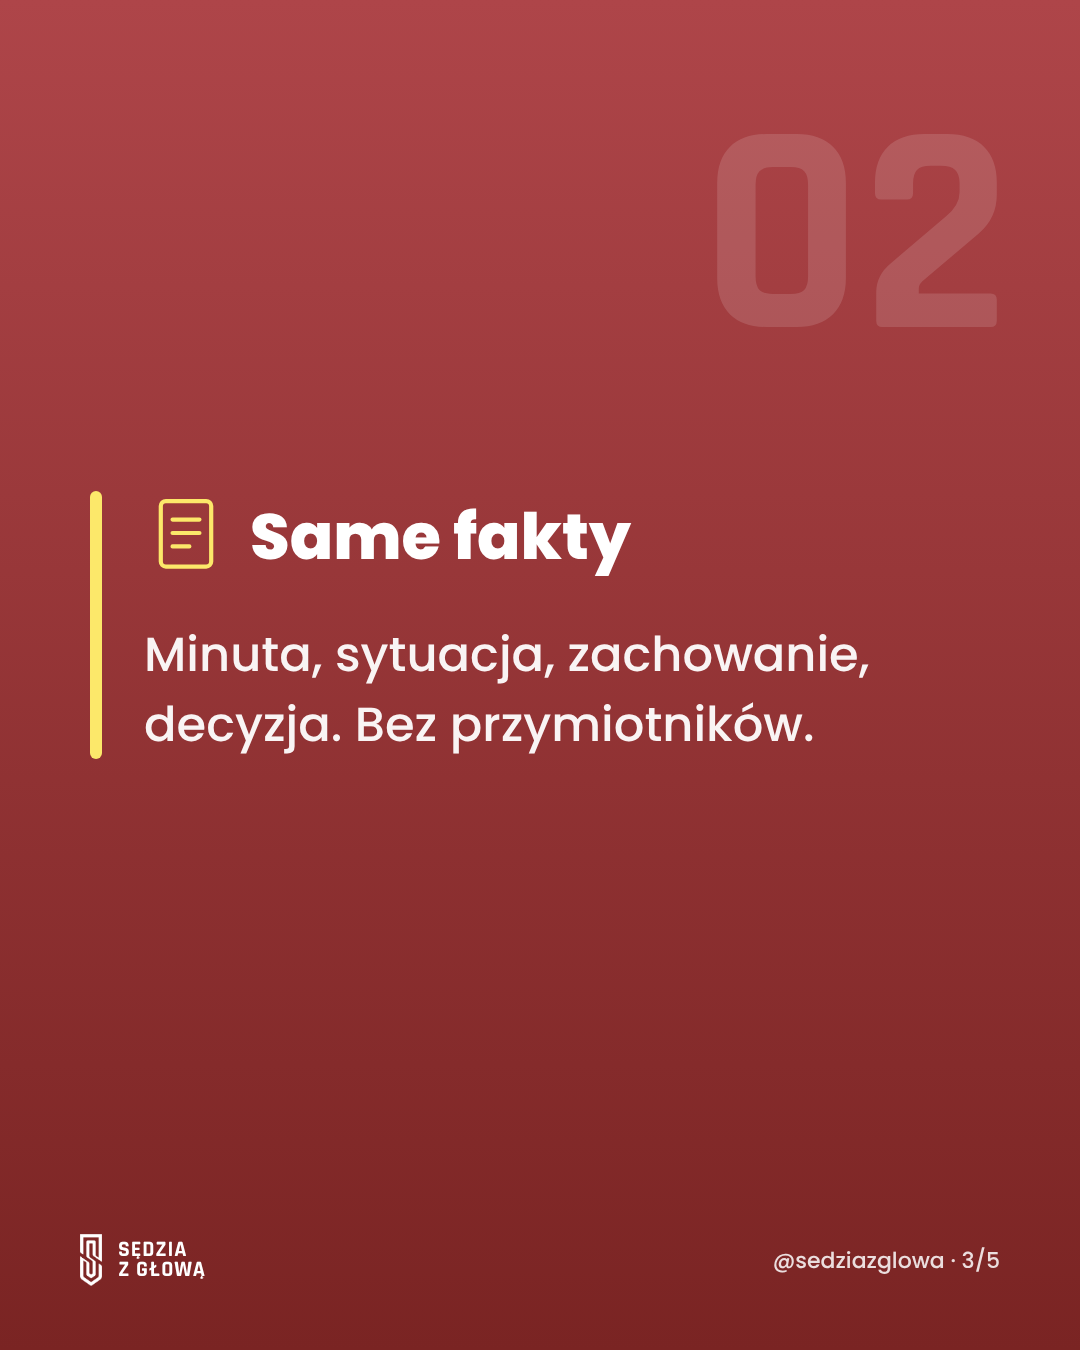 02
Same fakty
Minuta, sytuacja, zachowanie,
decyzja. Bez przymiotników.
SĘDZIA
Z GŁOWĄ
@sedziazglowa · 3/5